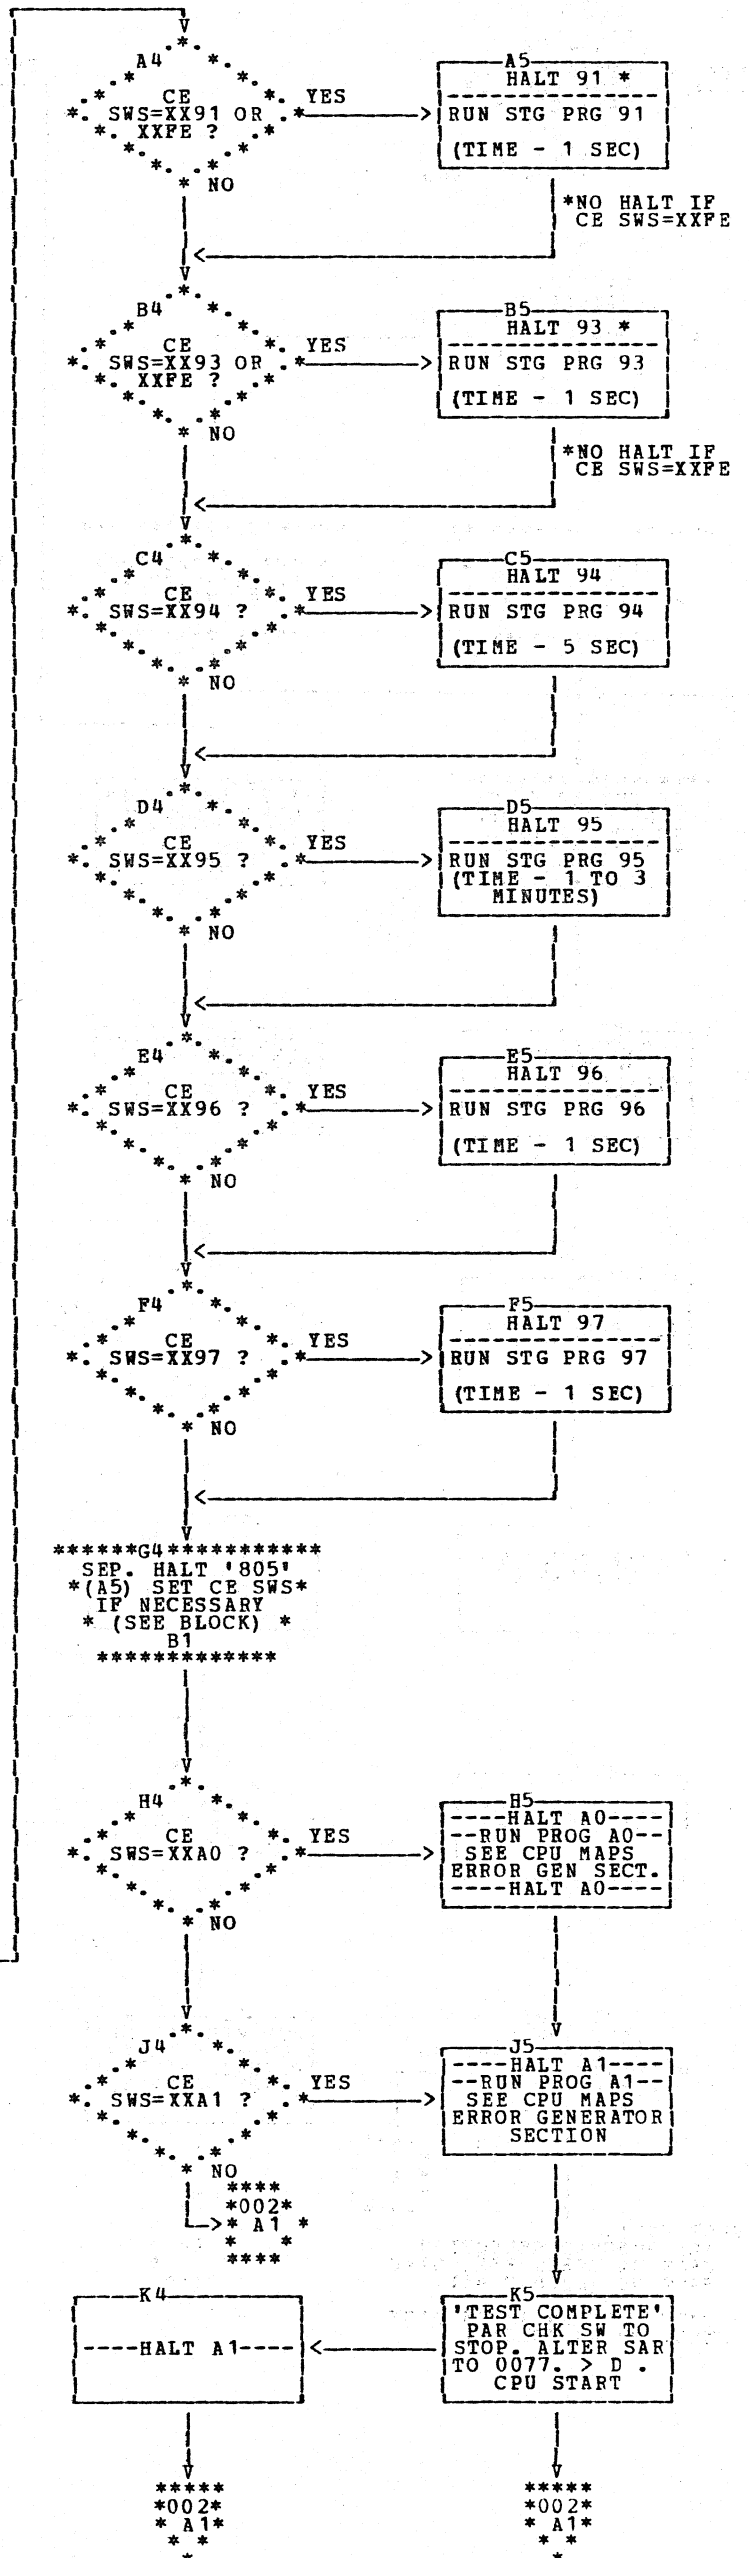 A4
CE
SWS=XX91 OR
XXFE ?
YES
NO
A5
HALT 91 *
RUN STG PRG 91
(TIME - 1 SEC)
*NO HALT IF
CE SWS=XXFE
B4
CE
SWS=XX93 OR
XXFE ?
YES
NO
B5
HALT 93 *
RUN STG PRG 93
(TIME - 1 SEC)
*NO HALT IF
CE SWS=XXFE
C4
CE
SWS=XX94 ?
YES
NO
C5
HALT 94
RUN STG PRG 94
(TIME - 5 SEC)
D4
CE
SWS=XX95 ?
YES
NO
D5
HALT 95
RUN STG PRG 95
(TIME - 1 TO 3
MINUTES)
E4
CE
SWS=XX96 ?
YES
NO
E5
HALT 96
RUN STG PRG 96
(TIME - 1 SEC)
F4
CE
SWS=XX97 ?
YES
NO
F5
HALT 97
RUN STG PRG 97
(TIME - 1 SEC)
******G4***********
SEP. HALT '805'
*(A5) SET CE SWS*
IF NECESSARY
* (SEE BLOCK) *
B1
*************
H4
CE
SWS=XXA0 ?
YES
NO
H5
----HALT A0----
--RUN PROG A0--
SEE CPU MAPS
ERROR GEN SECT.
----HALT A0----
J4
CE
SWS=XXA1 ?
YES
NO
J5
----HALT A1----
--RUN PROG A1--
SEE CPU MAPS
ERROR GENERATOR
SECTION
****
*002*
* A1 *
*    *
****
K4
----HALT A1----
K5
'TEST COMPLETE'
PAR CHK SW TO
STOP. ALTER SAR
TO 0077. > D .
CPU START
*****
*002*
* A1*
* *
*
*****
*002*
* A1*
* *
*